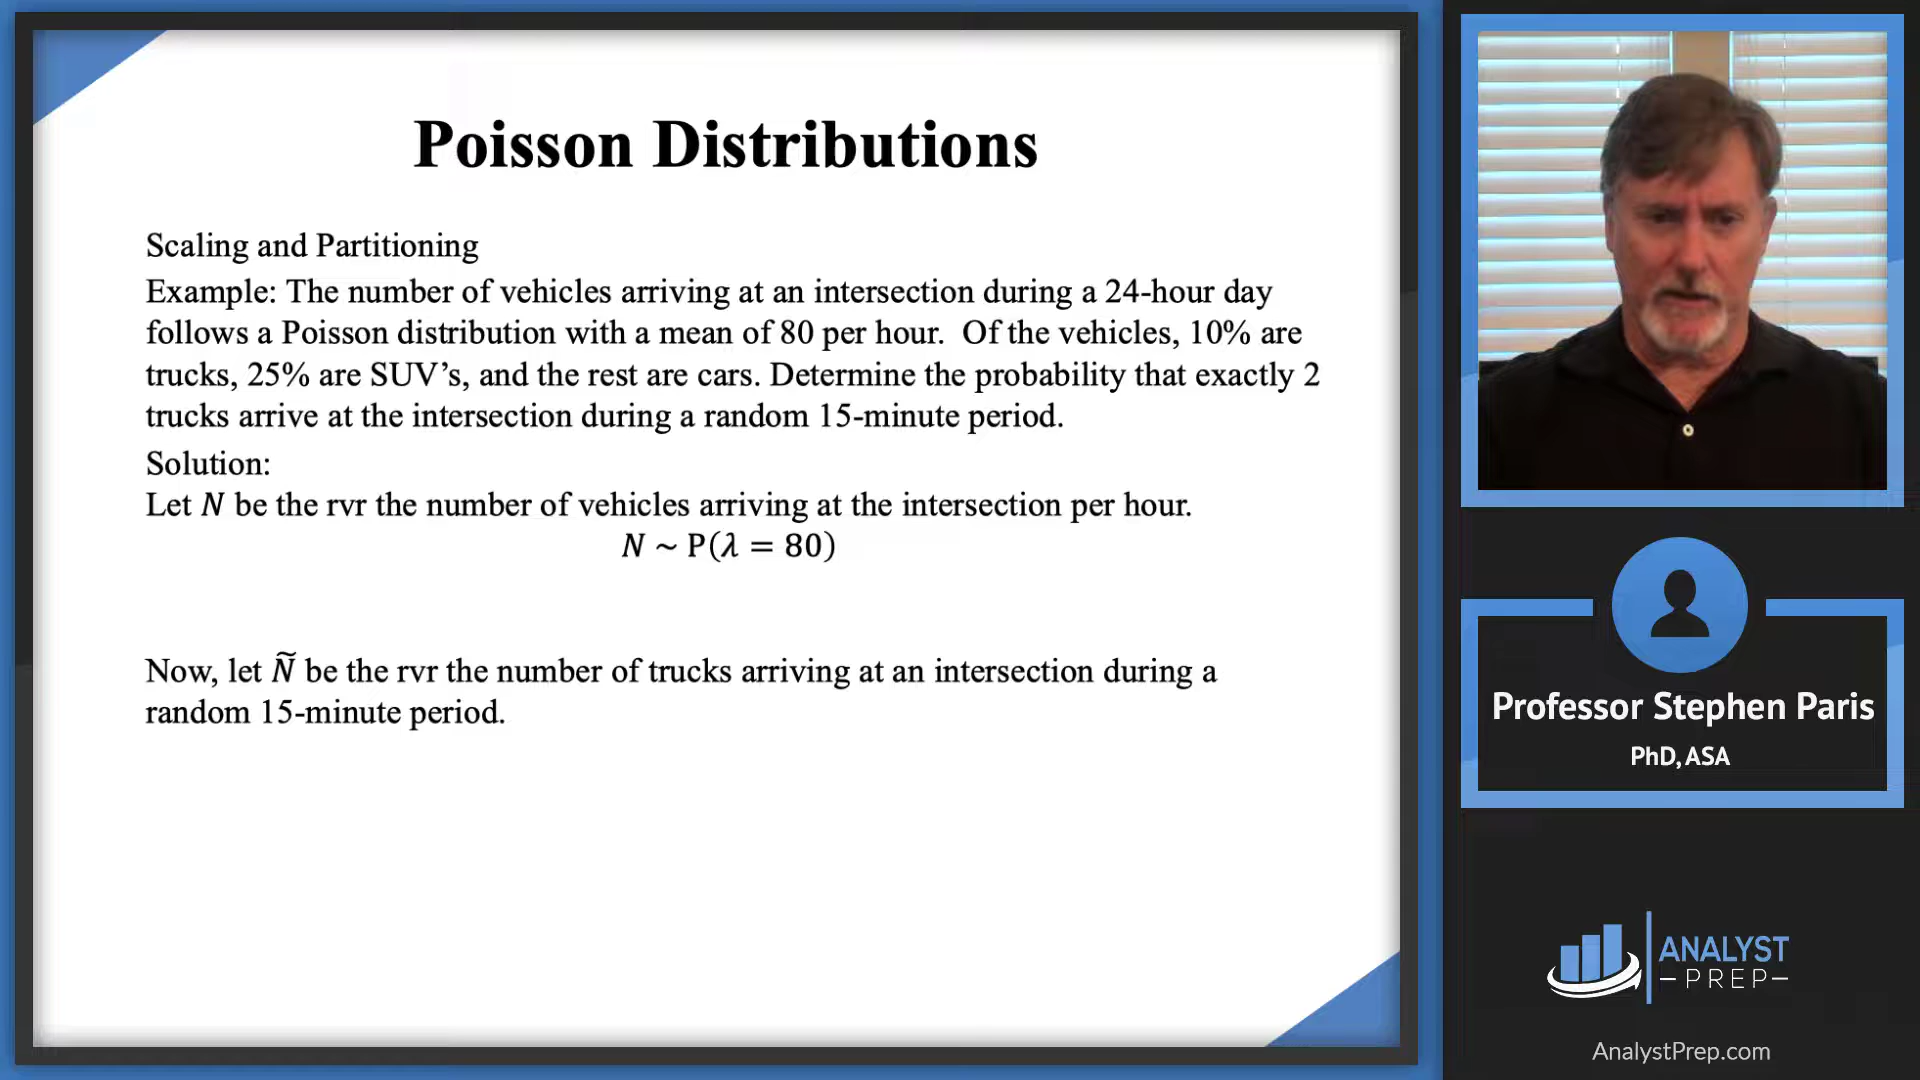 Poisson Distributions
Scaling and Partitioning
Example: The number of vehicles arriving at an intersection during a 24-hour day
follows a Poisson distribution with a mean of 80 per hour.  Of the vehicles, 10% are
trucks, 25% are SUV’s, and the rest are cars. Determine the probability that exactly 2
trucks arrive at the intersection during a random 15-minute period.
Solution:
Let N be the rvr the number of vehicles arriving at the intersection per hour.
N ~ P(λ = 80)
Now, let Ñ be the rvr the number of trucks arriving at an intersection during a
random 15-minute period.
Professor Stephen Paris
PhD, ASA
ANALYST
PREP
AnalystPrep.com